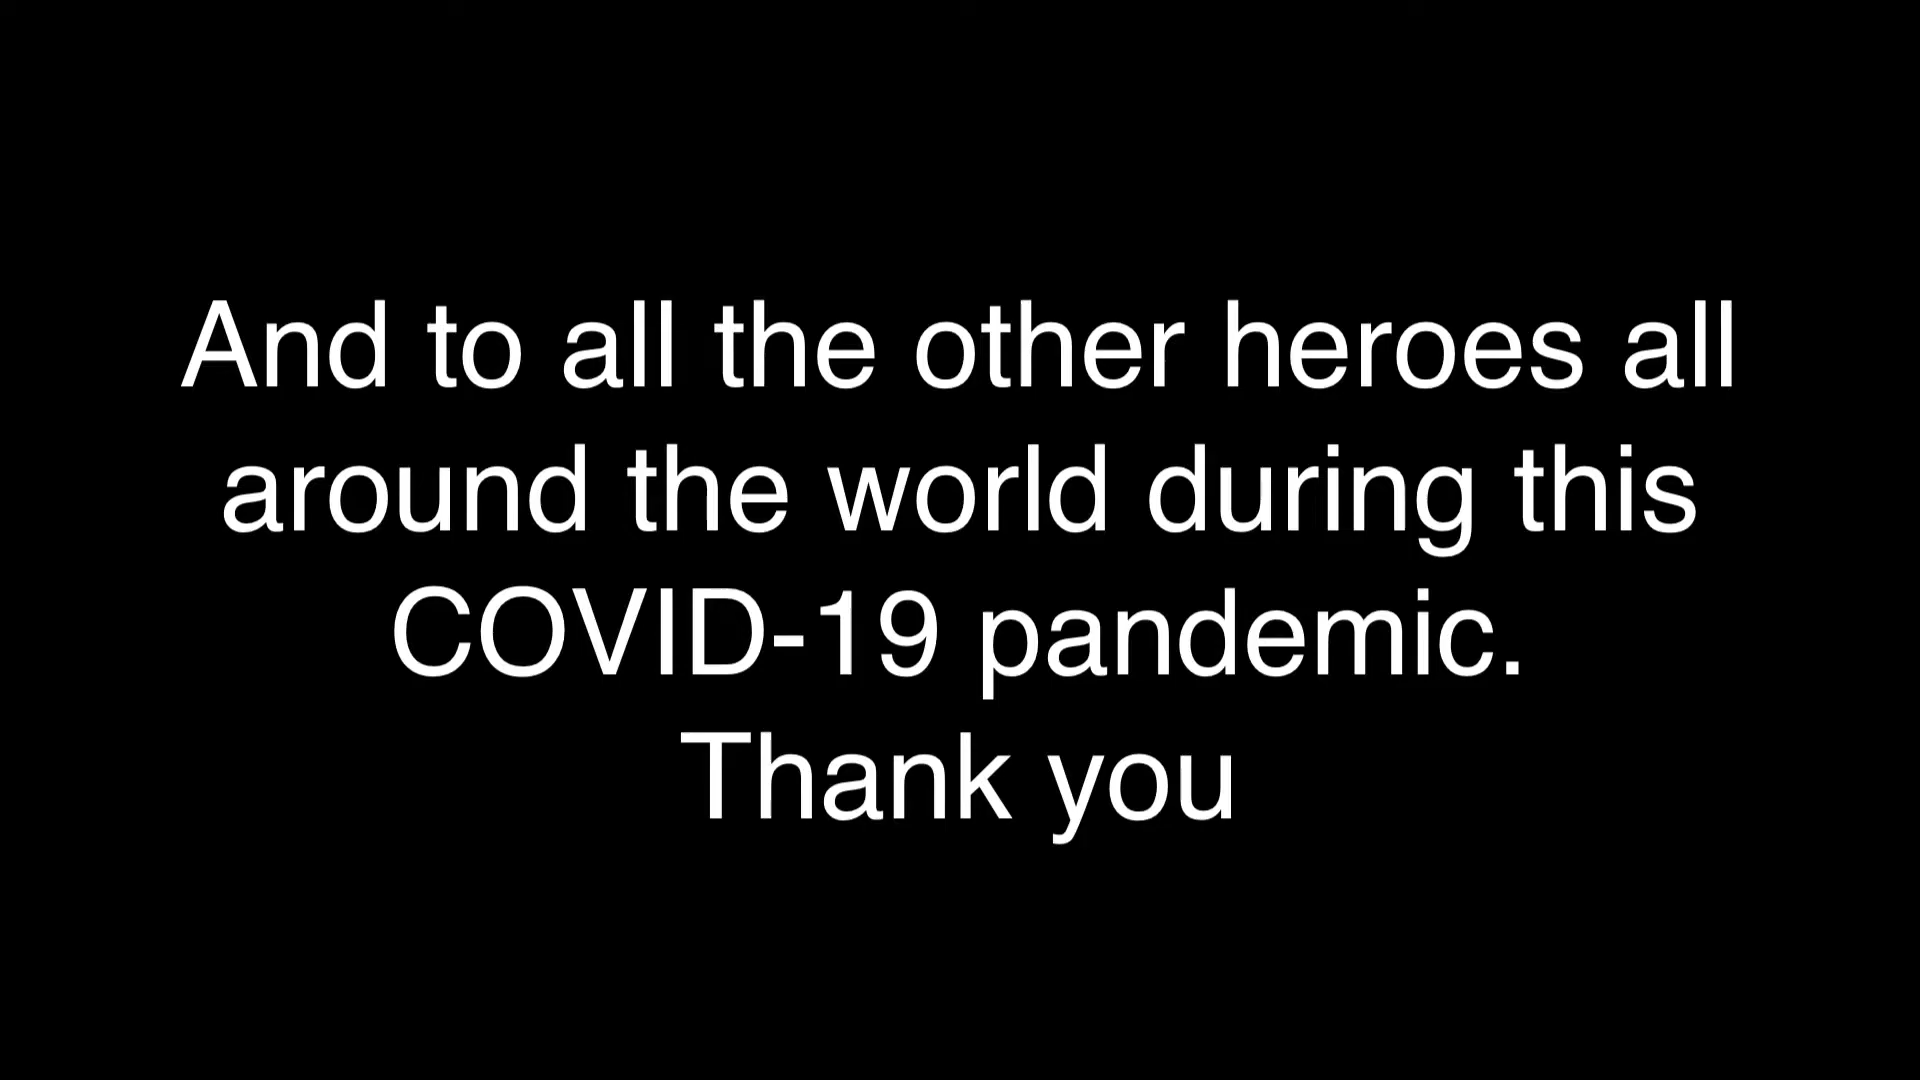 And to all the other heroes all
around the world during this
COVID-19 pandemic.
Thank you